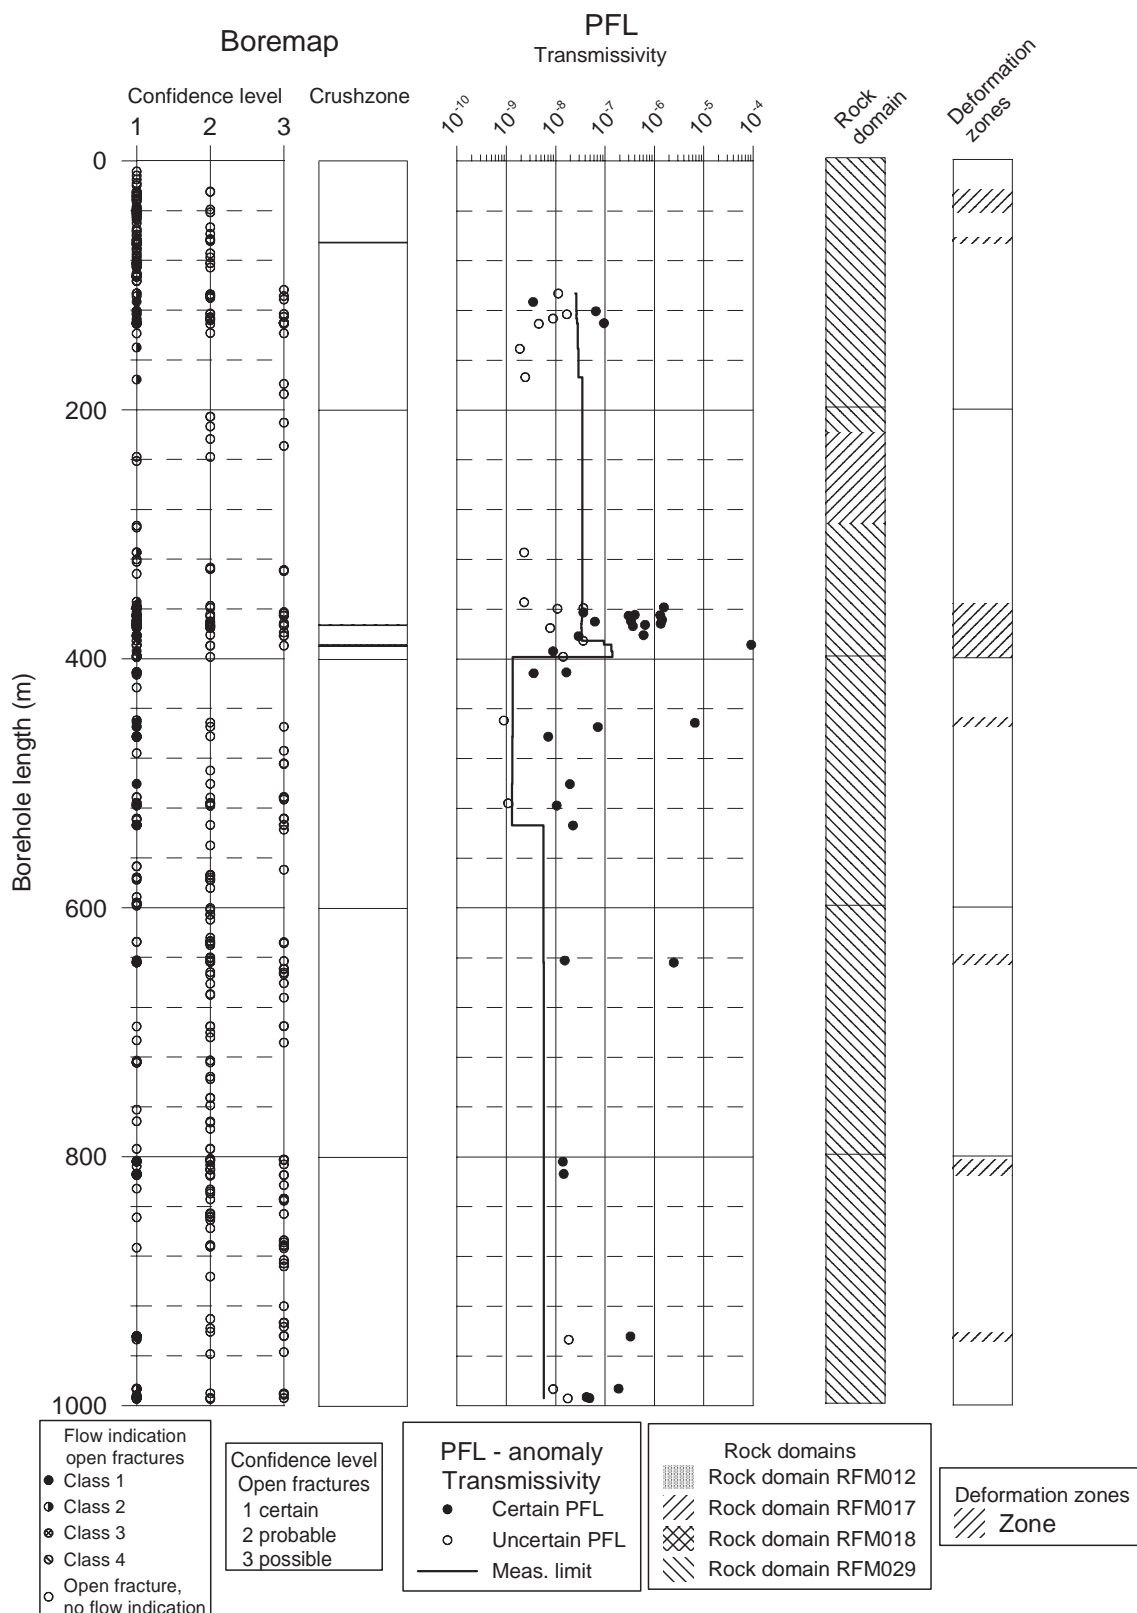 Boremap
PFL
Transmissivity
Confidence level
Crushzone
Rock domain
Deformation zones
1 2 3
10-10 10-9 10-8 10-7 10-6 10-5 10-4
0
200
400
600
800
1000
Borehole length (m)
Flow indication
open fractures
Class 1
Class 2
Class 3
Class 4
Open fracture,
no flow indication
Confidence level
Open fractures
1 certain
2 probable
3 possible
PFL - anomaly
Transmissivity
Certain PFL
Uncertain PFL
Meas. limit
Rock domains
Rock domain RFM012
Rock domain RFM017
Rock domain RFM018
Rock domain RFM029
Deformation zones
Zone